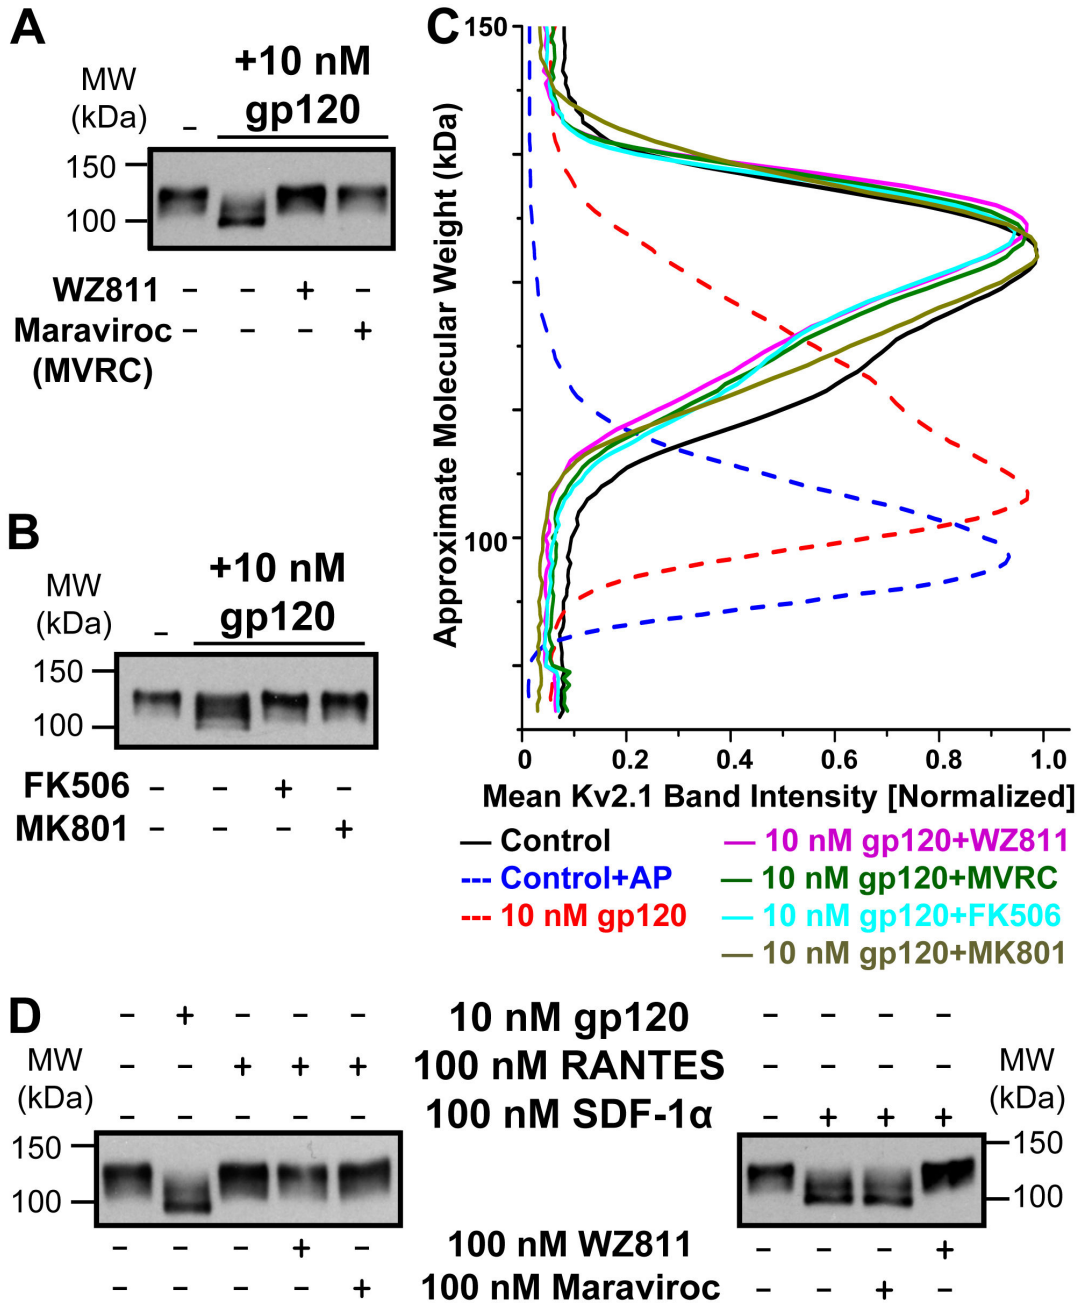 A
MW
(kDa)
+10 nM
gp120
–
150
100
WZ811 – – + –
Maraviroc – – – +
(MVRC)
B
MW
(kDa)
+10 nM
gp120
–
150
100
FK506 – – + –
MK801 – – – +
C
150
100
Approximate Molecular Weight (kDa)
0 0.2 0.4 0.6 0.8 1.0
Mean Kv2.1 Band Intensity [Normalized]
Control
Control+AP
10 nM gp120
10 nM gp120+WZ811
10 nM gp120+MVRC
10 nM gp120+FK506
10 nM gp120+MK801
D
– + – – – 10 nM gp120 – – – –
MW
(kDa)
– – + + + 100 nM RANTES – – – –
MW
(kDa)
– – – – – 100 nM SDF-1α – + + +
150
100
150
100
– – – + – 100 nM WZ811 – – – +
– – – – + 100 nM Maraviroc – – + –